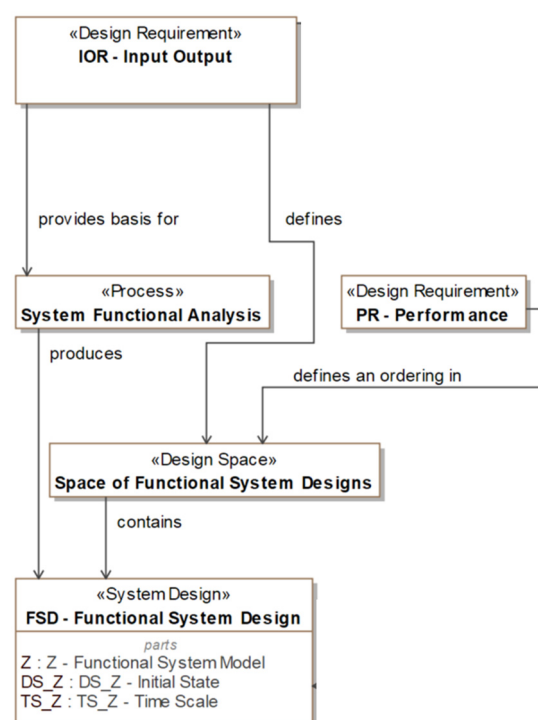 «Design Requirement»
IOR - Input Output
provides basis for
defines
«Process»
System Functional Analysis
«Design Requirement»
PR - Performance
produces
defines an ordering in
«Design Space»
Space of Functional System Designs
contains
«System Design»
FSD - Functional System Design
parts
Z : Z - Functional System Model
DS_Z : DS_Z - Initial State
TS_Z : TS_Z - Time Scale